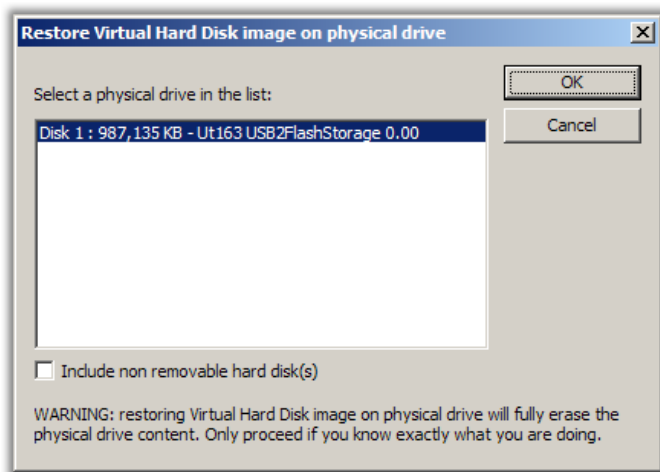 Restore Virtual Hard Disk image on physical drive
OK
Select a physical drive in the list:
Cancel
Disk 1 : 987,135 KB - Ut163 USB2FlashStorage 0.00
Include non removable hard disk(s)
WARNING: restoring Virtual Hard Disk image on physical drive will fully erase the
physical drive content. Only proceed if you know exactly what you are doing.